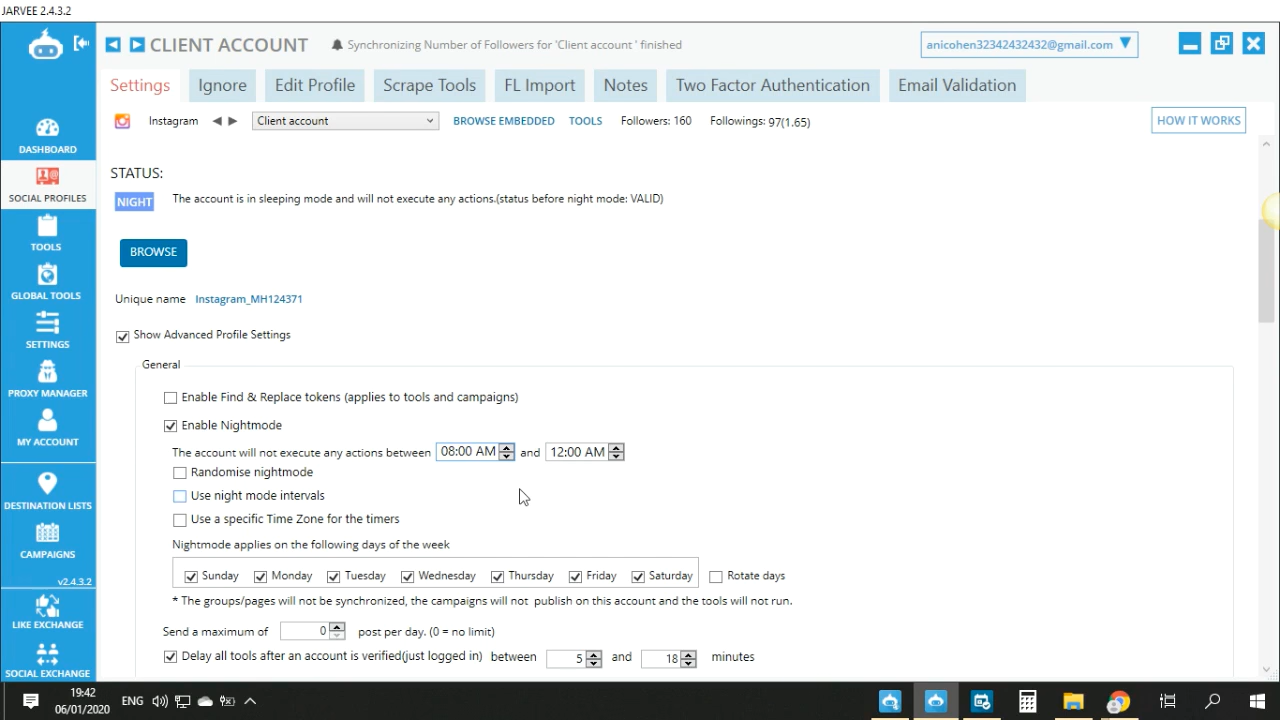 JARVEE 2.4.3.2
CLIENT ACCOUNT
Synchronizing Number of Followers for 'Client account ' finished
anicohen32342432432@gmail.com
Settings
Ignore
Edit Profile
Scrape Tools
FL Import
Notes
Two Factor Authentication
Email Validation
Instagram
Client account
BROWSE EMBEDDED
TOOLS
Followers: 160
Followings: 97(1.65)
HOW IT WORKS
DASHBOARD
SOCIAL PROFILES
TOOLS
GLOBAL TOOLS
SETTINGS
PROXY MANAGER
MY ACCOUNT
DESTINATION LISTS
CAMPAIGNS
v2.4.3.2
LIKE EXCHANGE
SOCIAL EXCHANGE
STATUS:
NIGHT
The account is in sleeping mode and will not execute any actions.(status before night mode: VALID)
BROWSE
Unique name Instagram_MH124371
Show Advanced Profile Settings
General
Enable Find & Replace tokens (applies to tools and campaigns)
Enable Nightmode
The account will not execute any actions between 08:00 AM and 12:00 AM
Randomise nightmode
Use night mode intervals
Use a specific Time Zone for the timers
Nightmode applies on the following days of the week
Sunday Monday Tuesday Wednesday Thursday Friday Saturday Rotate days
* The groups/pages will not be synchronized, the campaigns will not publish on this account and the tools will not run.
Send a maximum of 0 post per day. (0 = no limit)
Delay all tools after an account is verified(just logged in) between 5 and 18 minutes
19:42
06/01/2020
ENG